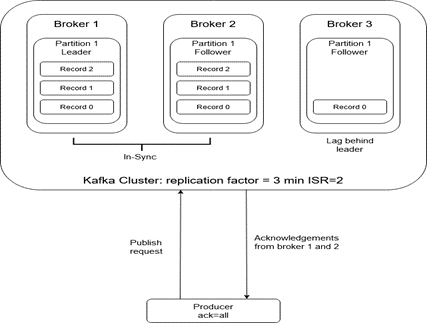 Broker 1
Partition 1
Leader
Record 2
Record 1
Record 0
Broker 2
Partition 1
Follower
Record 2
Record 1
Record 0
Broker 3
Partition 1
Follower
Record 0
In-Sync
Lag behind
leader
Kafka Cluster: replication factor = 3 min ISR=2
Publish
request
Acknowledgements
from broker 1 and 2
Producer
ack=all